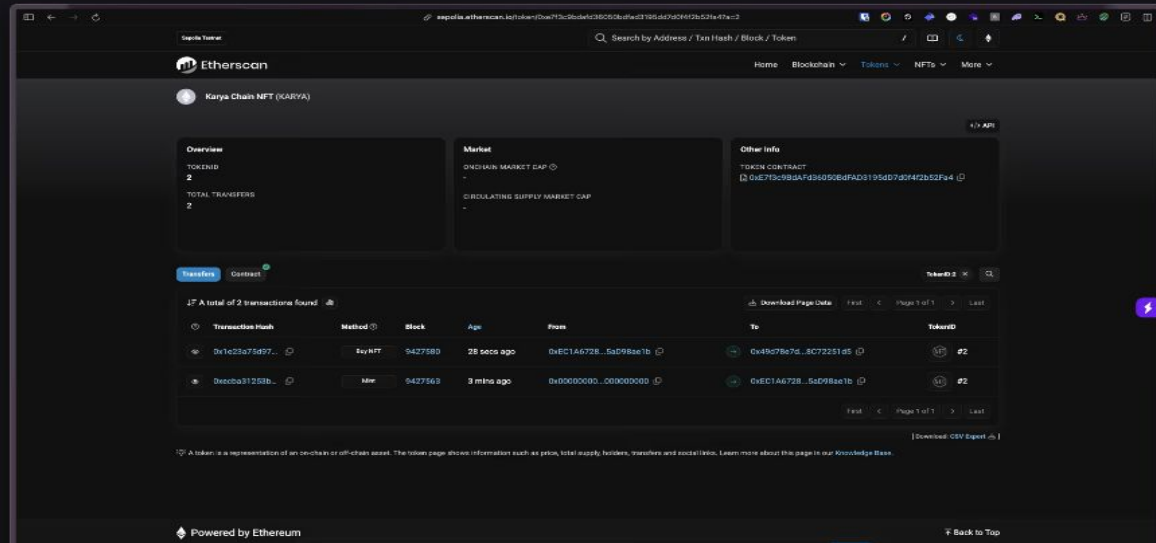 sepolia.etherscan.io/token/0xe7f3c9bdafd36050bdfad3195dd7d0f4f2b52fa4?a=2
Sepolia Testnet
Search by Address / Txn Hash / Block / Token
/
Etherscan
Home Blockchain Tokens NFTs More
Karya Chain NFT (KARYA)
</> API
Overview
TOKENID
2
TOTAL TRANSFERS
2
Market
ONCHAIN MARKET CAP
-
CIRCULATING SUPPLY MARKET CAP
-
Other Info
TOKEN CONTRACT
0xE7f3c9BdAFd36050BdFAD3195dD7d0f4f2b52Fa4
Transfers Contract
TokenID:2
A total of 2 transactions found
Download Page Data First Page 1 of 1 Last
Transaction Hash Method Block Age From To TokenID
0x1e23a75d97... Buy NFT 9427580 28 secs ago 0xEC1A6728...5aD98ae1b 0x49d78e7d...8C72251d5 #2
0xecba31253b... Mint 9427563 3 mins ago 0x00000000...000000000 0xEC1A6728...5aD98ae1b #2
First Page 1 of 1 Last
[ Download: CSV Export ]
A token is a representation of an on-chain or off-chain asset. The token page shows information such as price, total supply, holders, transfers and social links. Learn more about this page in our Knowledge Base.
Powered by Ethereum
Back to Top